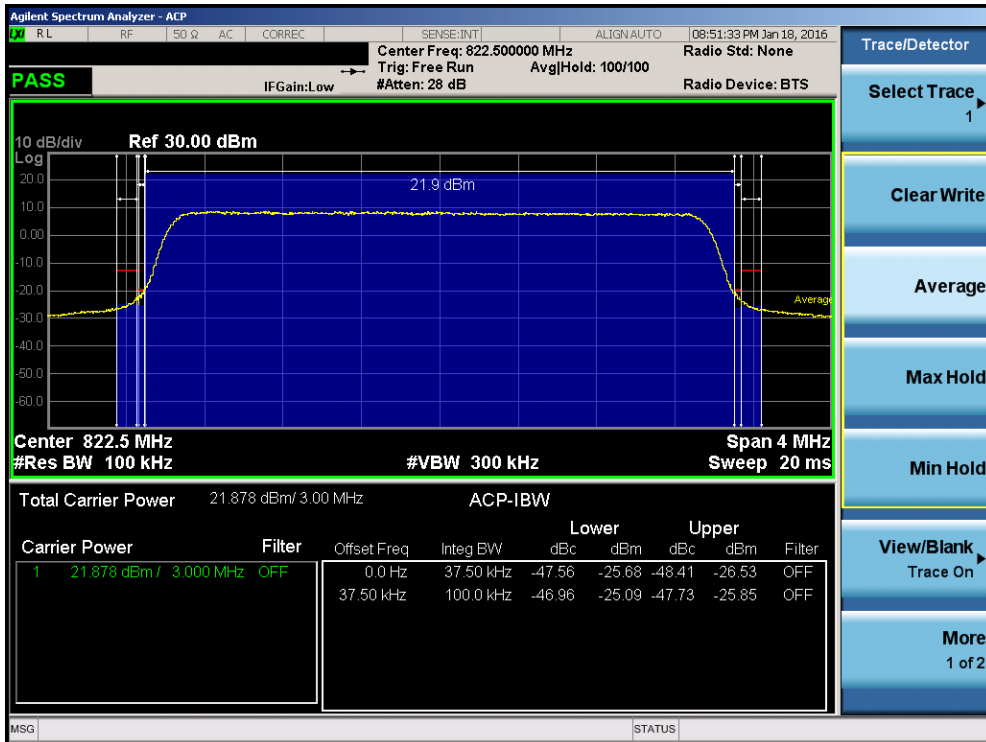 Agilent Spectrum Analyzer - ACP
LXI RL RF 50 Ω AC CORREC SENSE:INT ALIGN AUTO 08:51:33 PM Jan 18, 2016
Center Freq: 822.500000 MHz Radio Std: None
Trig: Free Run Avg|Hold: 100/100
PASS IFGain:Low #Atten: 28 dB Radio Device: BTS
10 dB/div Ref 30.00 dBm
Log
20.0
10.0
0.00
-10.0
-20.0
-30.0
-40.0
-50.0
-60.0
21.9 dBm
Average
Center 822.5 MHz Span 4 MHz
#Res BW 100 kHz #VBW 300 kHz Sweep 20 ms
Total Carrier Power 21.878 dBm/ 3.00 MHz ACP-IBW
Lower Upper
Carrier Power Filter Offset Freq Integ BW dBc dBm dBc dBm Filter
1 21.878 dBm / 3.000 MHz OFF 0.0 Hz 37.50 kHz -47.56 -25.68 -48.41 -26.53 OFF
37.50 kHz 100.0 kHz -46.96 -25.09 -47.73 -25.85 OFF
MSG STATUS
Trace/Detector
Select Trace
1
Clear Write
Average
Max Hold
Min Hold
View/Blank
Trace On
More
1 of 2